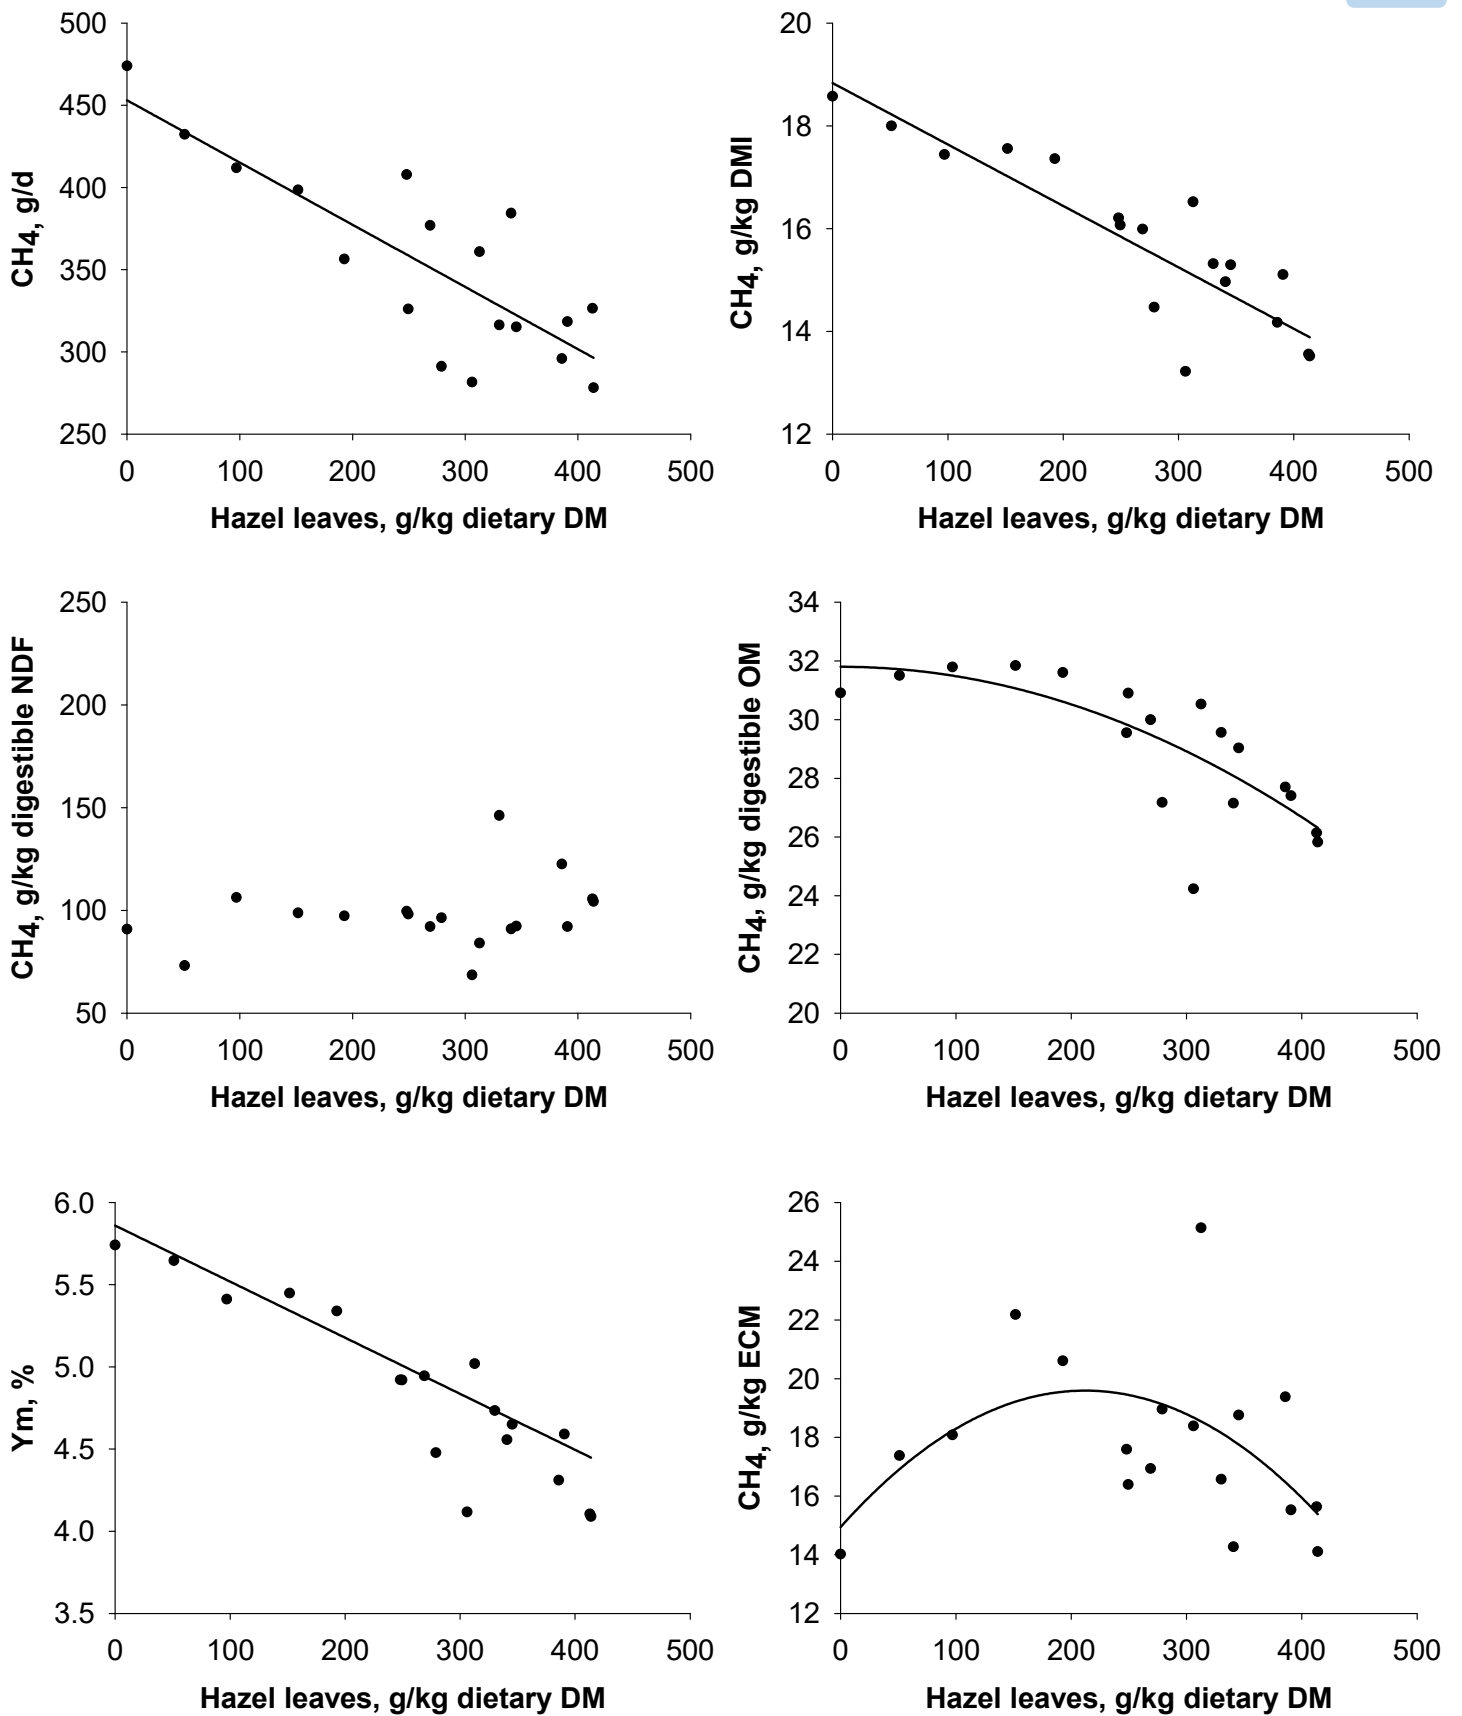 500
450
400
350
300
250
CH4, g/d
0 100 200 300 400 500
Hazel leaves, g/kg dietary DM
20
18
16
14
12
CH4, g/kg DMI
0 100 200 300 400 500
Hazel leaves, g/kg dietary DM
250
200
150
100
50
CH4, g/kg digestible NDF
0 100 200 300 400 500
Hazel leaves, g/kg dietary DM
34
32
30
28
26
24
22
20
CH4, g/kg digestible OM
0 100 200 300 400 500
Hazel leaves, g/kg dietary DM
6.0
5.5
5.0
4.5
4.0
3.5
Ym, %
0 100 200 300 400 500
Hazel leaves, g/kg dietary DM
26
24
22
20
18
16
14
12
CH4, g/kg ECM
0 100 200 300 400 500
Hazel leaves, g/kg dietary DM